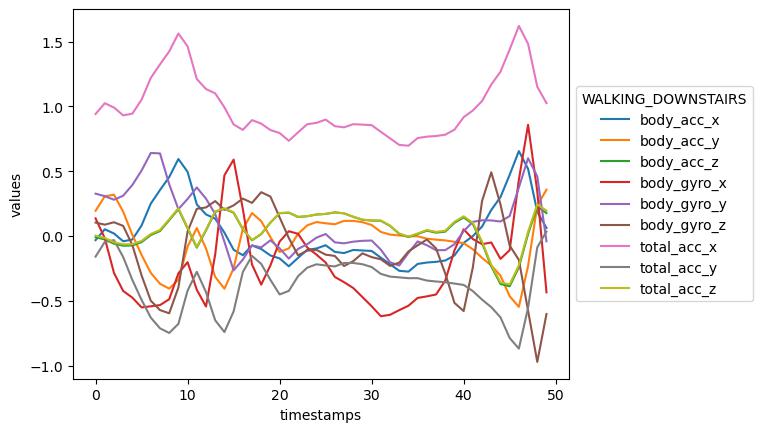 1.5
1.0
0.5
0.0
−0.5
−1.0
values
0
10
20
30
40
50
timestamps
WALKING_DOWNSTAIRS
body_acc_x
body_acc_y
body_acc_z
body_gyro_x
body_gyro_y
body_gyro_z
total_acc_x
total_acc_y
total_acc_z